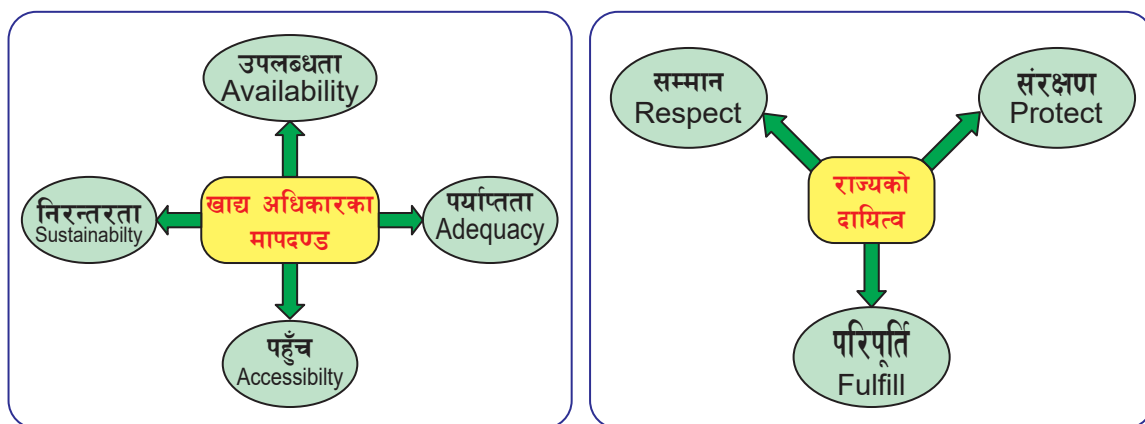 उपलब्धता
Availability
निरन्तरता
Sustainabilty
खाद्य अधिकारका
मापदण्ड
पर्याप्तता
Adequacy
पहुँच
Accessibilty
सम्मान
Respect
संरक्षण
Protect
राज्यको
दायित्व
परिपूर्ति
Fulfill